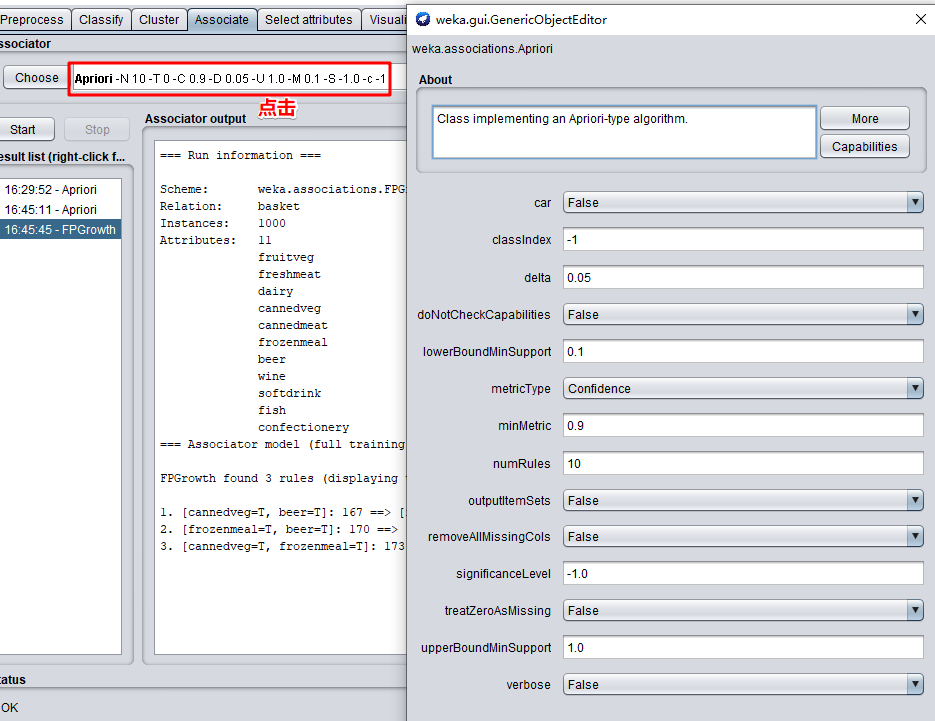 Preprocess Classify Cluster Associate Select attributes Visuali
ssociator
Choose Apriori -N 10 -T 0 -C 0.9 -D 0.05 -U 1.0 -M 0.1 -S -1.0 -c -1
点击
Start Stop
esult list (right-click f...
16:29:52 - Apriori
16:45:11 - Apriori
16:45:45 - FPGrowth
Associator output
=== Run information ===
Scheme: weka.associations.FPG
Relation: basket
Instances: 1000
Attributes: 11
fruitveg
freshmeat
dairy
cannedveg
cannedmeat
frozenmeal
beer
wine
softdrink
fish
confectionery
=== Associator model (full training
FPGrowth found 3 rules (displaying
1. [cannedveg=T, beer=T]: 167 ==> [
2. [frozenmeal=T, beer=T]: 170 ==>
3. [cannedveg=T, frozenmeal=T]: 173
tatus
OK
weka.gui.GenericObjectEditor
weka.associations.Apriori
About
Class implementing an Apriori-type algorithm.
More
Capabilities
car False
classIndex -1
delta 0.05
doNotCheckCapabilities False
lowerBoundMinSupport 0.1
metricType Confidence
minMetric 0.9
numRules 10
outputItemSets False
removeAllMissingCols False
significanceLevel -1.0
treatZeroAsMissing False
upperBoundMinSupport 1.0
verbose False